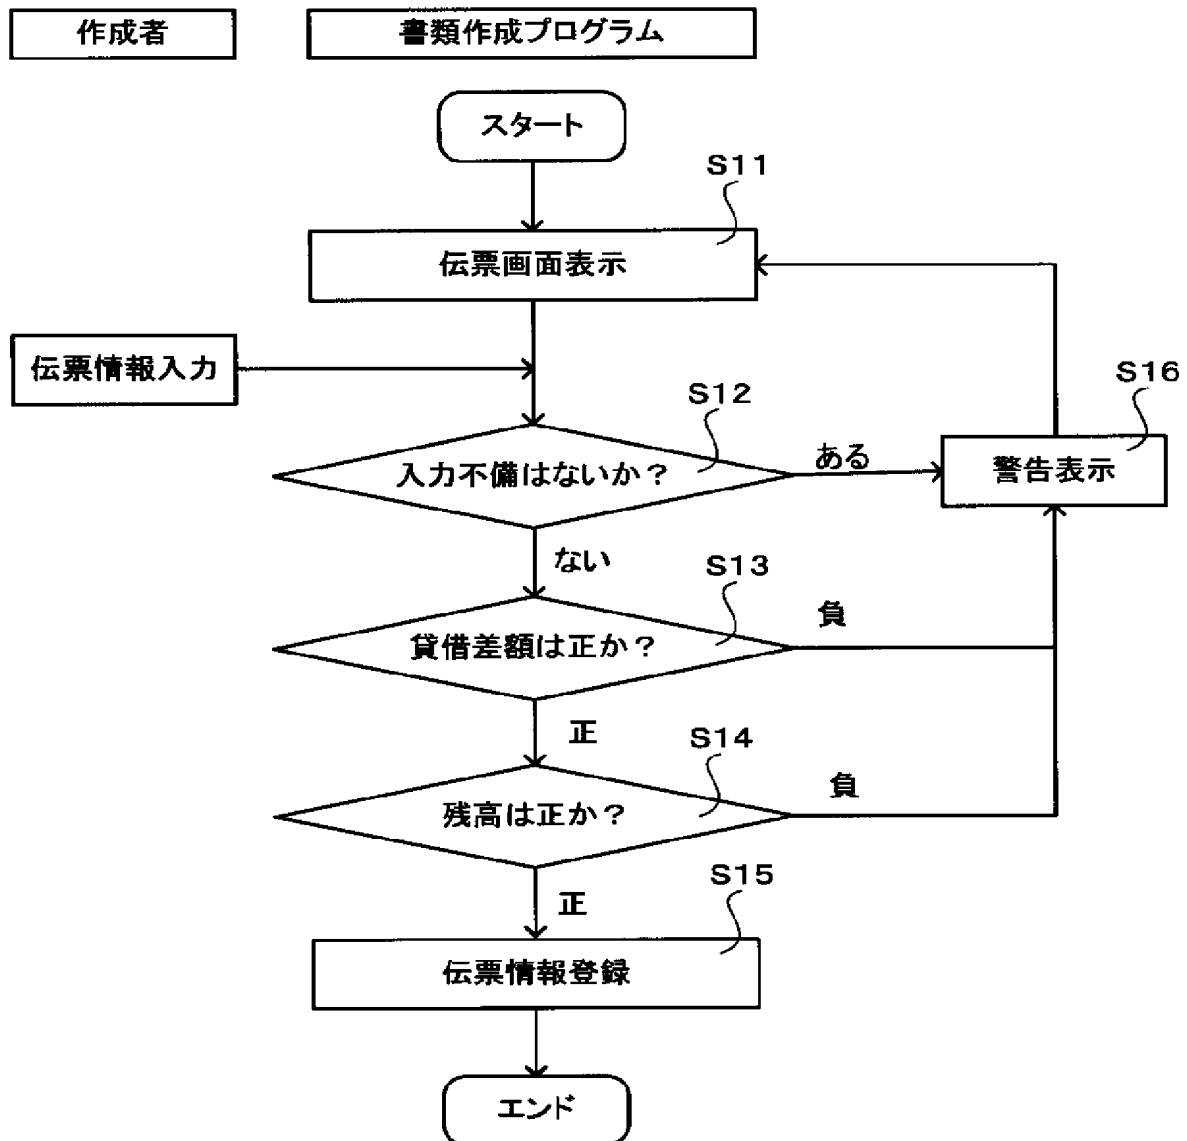 作成者
書類作成プログラム
スタート
S11
伝票画面表示
伝票情報入力
S12
S16
入力不備はないか？
ある
警告表示
ない
S13
貸借差額は正か？
負
正
S14
残高は正か？
負
正
S15
伝票情報登録
エンド